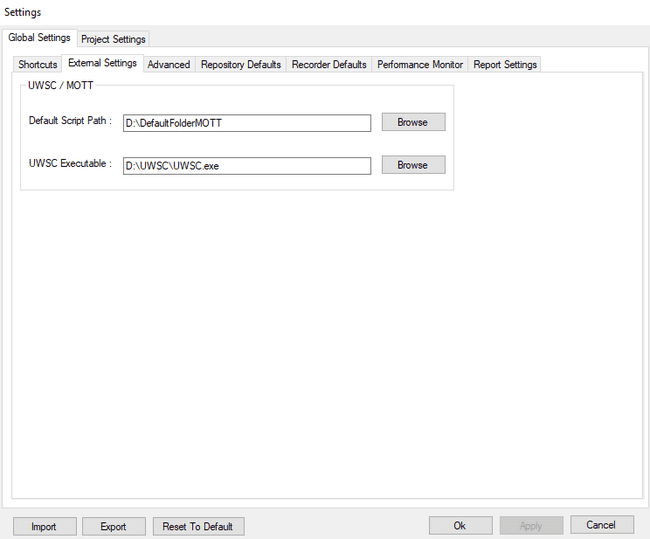 Settings
Global Settings Project Settings
Shortcuts External Settings Advanced Repository Defaults Recorder Defaults Performance Monitor Report Settings
UWSC / MOTT
Default Script Path : D:\DefaultFolderMOTT Browse
UWSC Executable : D:\UWSC\UWSC.exe Browse
Import Export Reset To Default Ok Apply Cancel